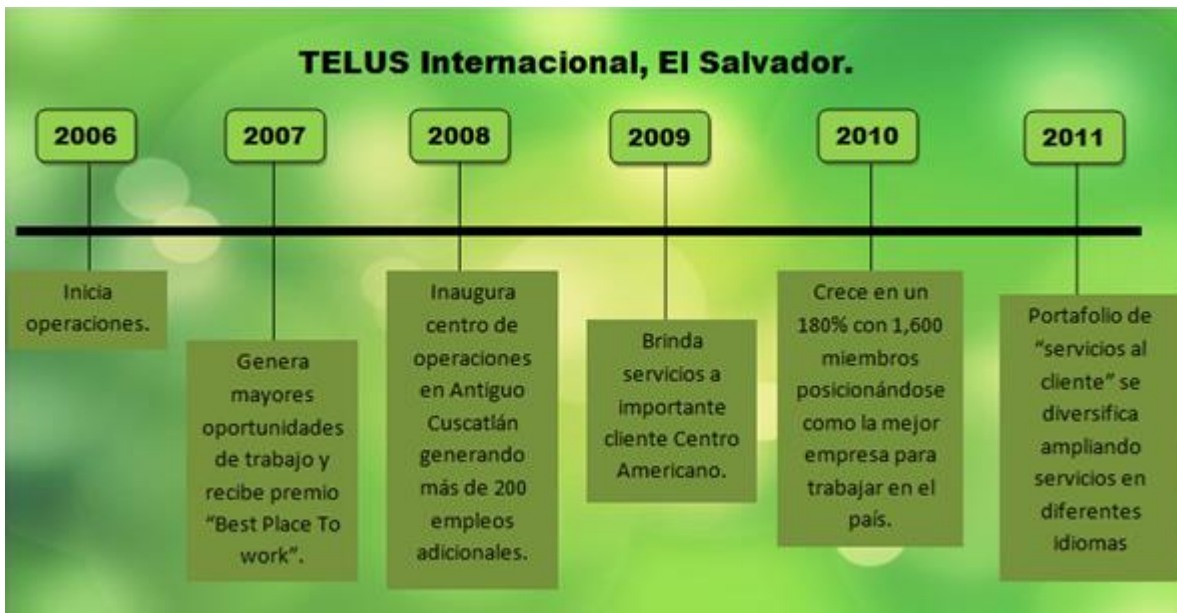 TELUS Internacional, El Salvador.
2006
2007
2008
2009
2010
2011
Inicia
operaciones.
Genera
mayores
oportunidades
de trabajo y
recibe premio
“Best Place To
work”.
Inaugura
centro de
operaciones
en Antiguo
Cuscatlán
generando
más de 200
empleos
adicionales.
Brinda
servicios a
importante
cliente Centro
Americano.
Crece en un
180% con 1,600
miembros
posicionándose
como la mejor
empresa para
trabajar en el
país.
Portafolio de
“servicios al
cliente” se
diversifica
ampliando
servicios en
diferentes
idiomas